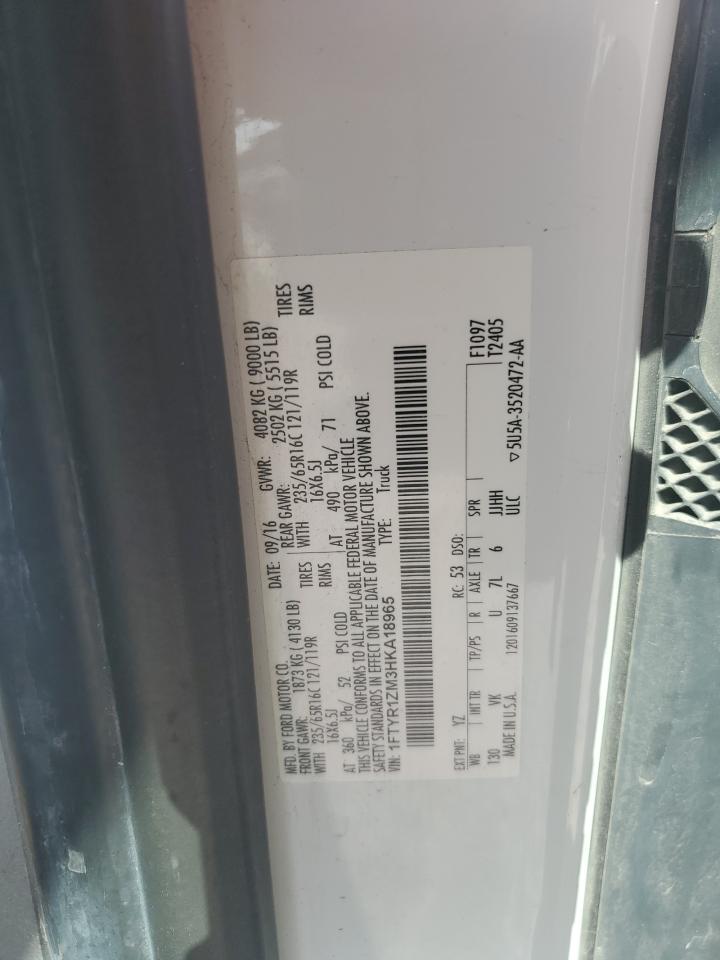 MFD. BY FORD MOTOR CO.
DATE: 09/16 GVWR: 4082 KG ( 9000 LB)
FRONT GAWR: 1873 KG ( 4130 LB) REAR GAWR: 2502 KG ( 5515 LB)
WITH 235/65R16C 121/119R TIRES WITH 235/65R16C 121/119R TIRES
16X6.5J RIMS 16X6.5J RIMS
AT 360 kPa/ 52 PSI COLD AT 490 kPa/ 71 PSI COLD
THIS VEHICLE CONFORMS TO ALL APPLICABLE FEDERAL MOTOR VEHICLE
SAFETY STANDARDS IN EFFECT ON THE DATE OF MANUFACTURE SHOWN ABOVE.
VIN: 1FTYR1ZM3HKA18965 TYPE: Truck
EXT PNT: YZ RC: 53 DSO:
WB INT TR TP/PS R AXLE TR SPR F1097
130 VK U 7L 6 JJHH T2405
MADE IN U.S.A. 1201609137667 ULC ▽5U5A-3520472-AA